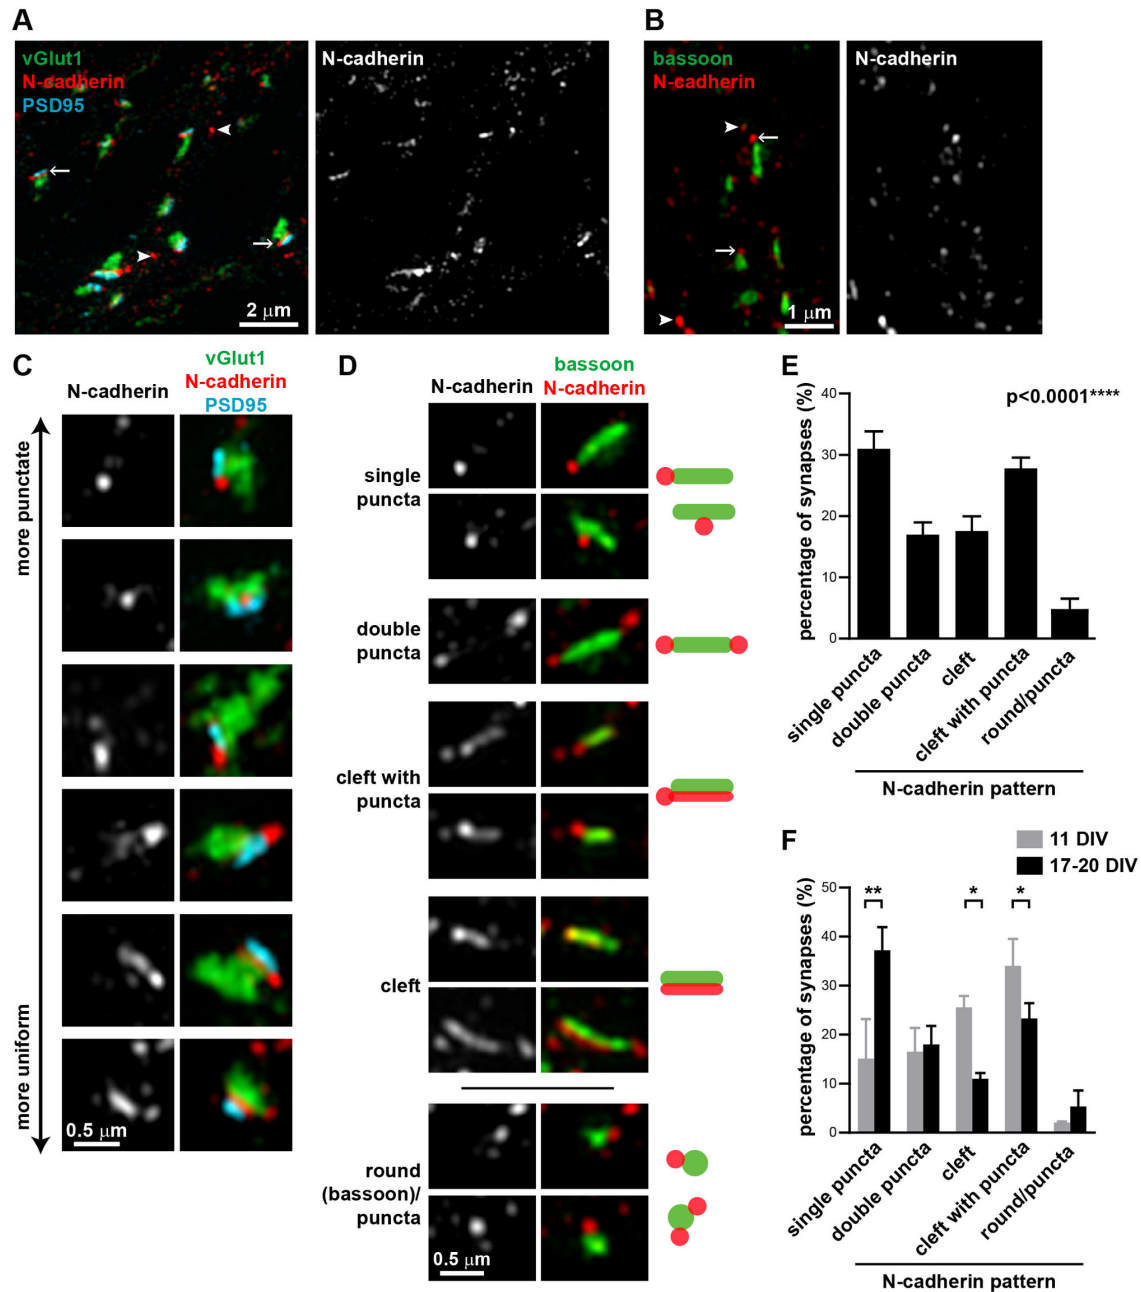 A
vGlut1
N-cadherin
PSD95
2 μm
N-cadherin
B
bassoon
N-cadherin
1 μm
N-cadherin
C
N-cadherin
vGlut1
N-cadherin
PSD95
more punctate
more uniform
0.5 μm
D
N-cadherin
bassoon
N-cadherin
single
puncta
double
puncta
cleft with
puncta
cleft
round
(bassoon)/
puncta
0.5 μm
E
p<0.0001****
percentage of synapses (%)
40
30
20
10
0
single puncta
double puncta
cleft
cleft with puncta
round/puncta
N-cadherin pattern
F
11 DIV
17-20 DIV
percentage of synapses (%)
50
40
30
20
10
0
**
*
*
single puncta
double puncta
cleft
cleft with puncta
round/puncta
N-cadherin pattern